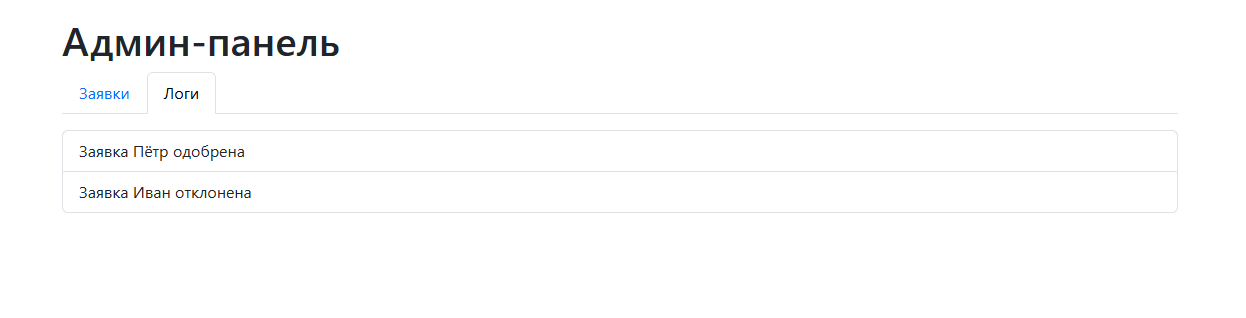 Админ-панель
Заявки Логи
Заявка Пётр одобрена
Заявка Иван отклонена